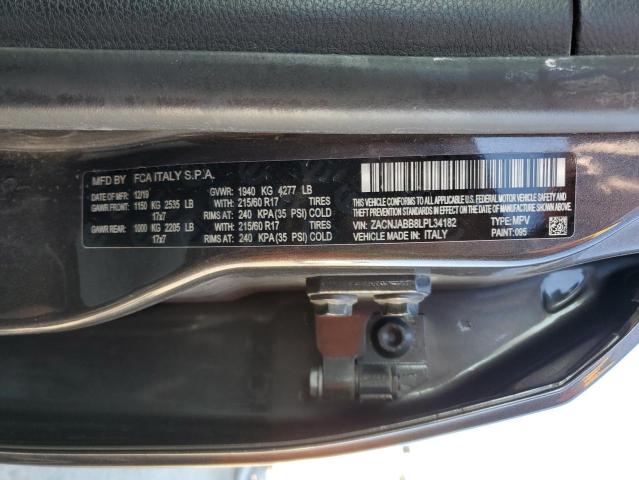 MFD BY FCA ITALY S.P.A.
DATE OF MFR: 12/19 GVWR: 1940 KG 4277 LB
GAWR FRONT: 1150 KG 2535 LB WITH: 215/60 R17
17x7 RIMS AT: 240 KPA(35 PSI) COLD
GAWR REAR: 1000 KG 2205 LB WITH: 215/60 R17
17x7 RIMS AT: 240 KPA(35 PSI) COLD
THIS VEHICLE CONFORMS TO ALL APPLICABLE U.S. FEDERAL MOTOR VEHICLE SAFETY AND
THEFT PREVENTION STANDARDS IN EFFECT ON THE DATE OF MANUFACTURE SHOWN ABOVE.
VIN: ZACNJABB8LPL34182 TYPE: MPV
VEHICLE MADE IN: ITALY PAINT: 095